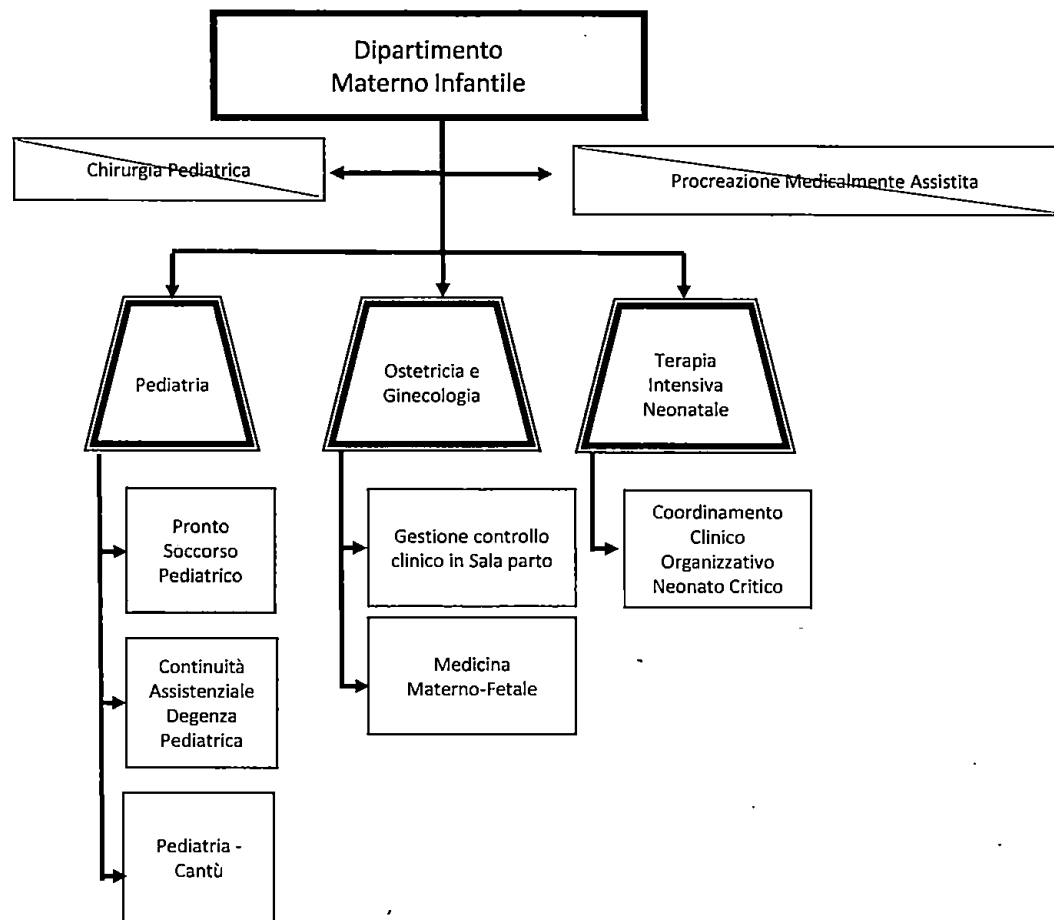 Dipartimento
Materno Infantile
Chirurgia Pediatrica
Procreazione Medicalmente Assistita
Pediatria
Ostetricia e
Ginecologia
Terapia
Intensiva
Neonatale
Pronto
Soccorso
Pediatrico
Gestione controllo
clinico in Sala parto
Coordinamento
Clinico
Organizzativo
Neonato Critico
Continuità
Assistenziale
Degenza
Pediatrica
Medicina
Materno-Fetale
Pediatria -
Cantù